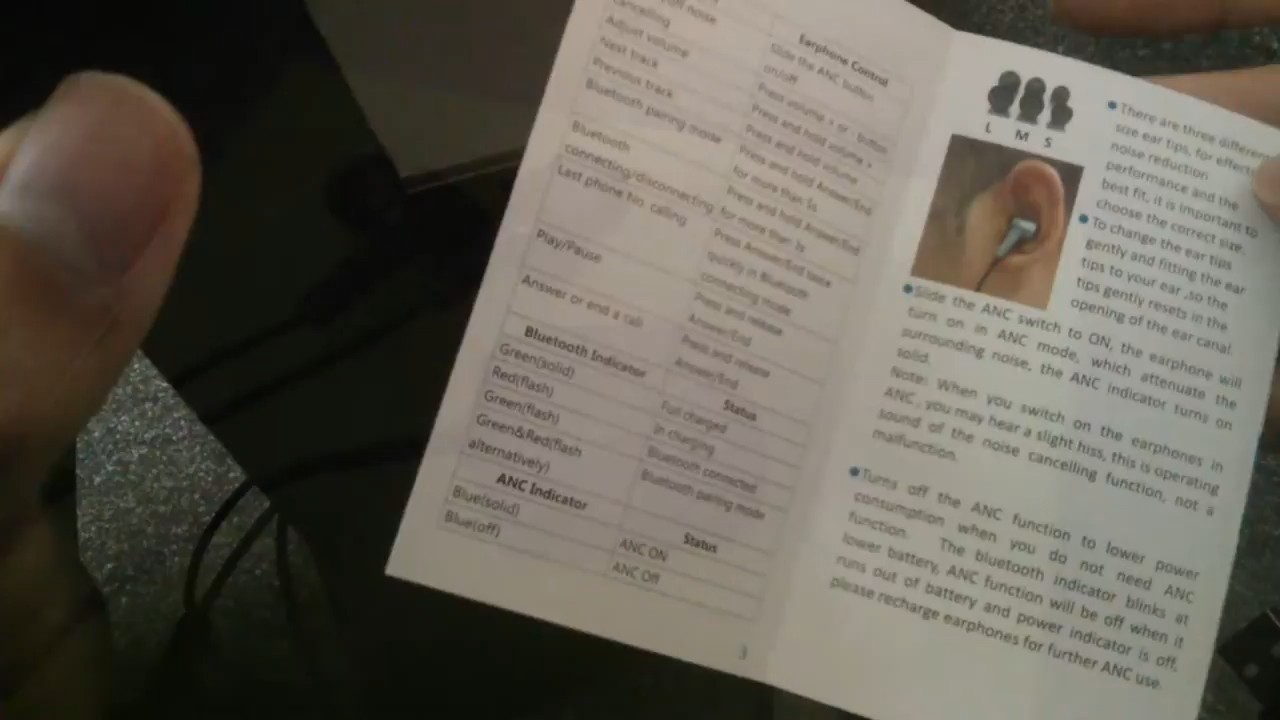 noise
cancelling
Adjust volume
Next track
Previous track
Bluetooth pairing mode
Bluetooth
connecting/disconnecting
Last phone No. calling
Play/Pause
Answer or end a call
Earphone Control
Slide the ANC button
on/off
Press volume + or - button
Press and hold volume +
Press and hold volume
Press and hold Answer/End
for more than
Press and hold Answer/End
for more than
Press Answer/End twice
quickly in Bluetooth
connecting mode
Press and release
Answer/End
Press and release
Answer/End
Bluetooth Indicator
Status
Green(solid)
Full charged
Red(flash)
In charging
Green(flash)
Bluetooth connected
Green&Red(flash
alternatively)
Bluetooth pairing mode
ANC Indicator
Status
Blue(solid)
ANC ON
Blue(off)
ANC Off
3
L M S
There are three
size ear tips, for
noise reduction
performance and the
best fit, it is important to
choose the correct size.
To change the ear tips
gently and fitting the ear
tips to your ear ,so the
tips gently resets in the
opening of the ear canal.
Slide the ANC switch to ON, the earphone will
turn on in ANC mode, which attenuate the
surrounding noise, the ANC indicator turns on
solid.
Note: When you switch on the earphones in
ANC , you may hear a slight hiss, this is operating
sound of the noise cancelling function, not a
malfunction.
Turns off the ANC function to lower power
consumption when you do not need ANC
function. The bluetooth indicator blinks at
lower battery, ANC function will be off when it
runs out of battery and power indicator is off,
please recharge earphones for further ANC use.